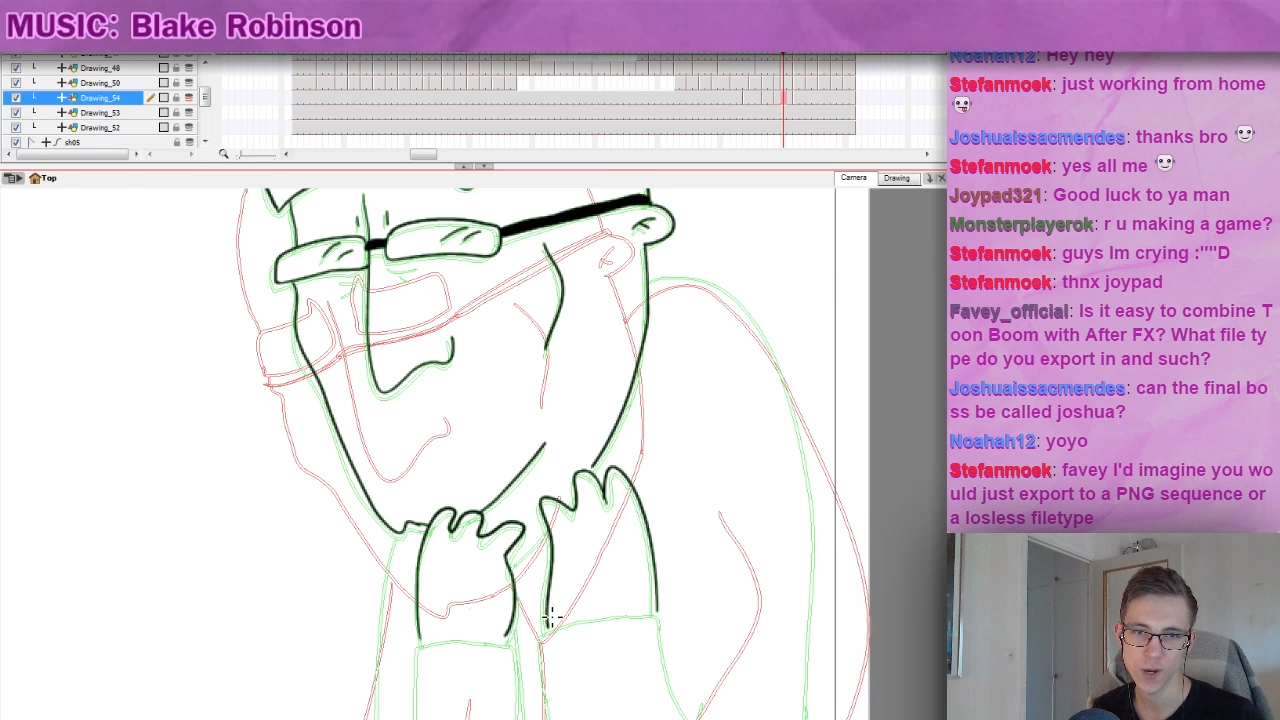 MUSIC: Blake Robinson
Drawing_48
Drawing_50
Drawing_54
Drawing_53
Drawing_52
sh05
Top
Camera
Drawing
Noahah12: Hey hey
Stefanmoek: just working from home
Joshuaissacmendes: thanks bro
Stefanmoek: yes all me
Joypad321: Good luck to ya man
Monsterplayerok: r u making a game?
Stefanmoek: guys Im crying :""D
Stefanmoek: thnx joypad
Favey_official: Is it easy to combine T
oon Boom with After FX? What file ty
pe do you export in and such?
Joshuaissacmendes: can the final bo
ss be called joshua?
Noahah12: yoyo
Stefanmoek: favey I'd imagine you wo
uld just export to a PNG sequence or
a losless filetype